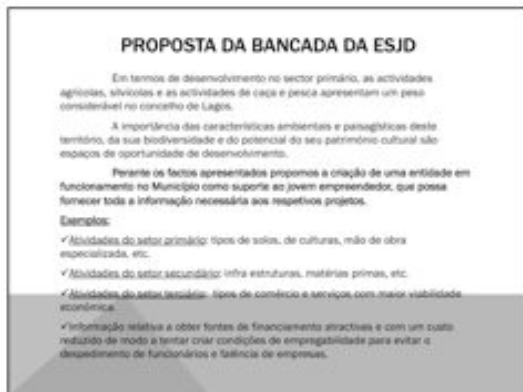 PROPOSTA DA BANCADA DA ESJD
Em termos de desenvolvimento no sector primário, as actividades
agrícolas, silvícolas e as actividades de caça e pesca apresentam um peso
considerável no concelho de Lagos.
A importância das características ambientais e paisagísticas deste
território, da sua biodiversidade e do potencial do seu património cultural são
espaços de oportunidade de desenvolvimento.
Perante os factos apresentados propomos a criação de uma entidade em
funcionamento no Município como suporte ao jovem empreendedor, que possa
fornecer toda a informação necessária aos respetivos projetos.
Exemplos:
✓Atividades do setor primário: tipos de solos, de culturas, mão de obra
especializada, etc.
✓Atividades do setor secundário: infra estruturas, matérias primas, etc.
✓Atividades do setor terciário: tipos de comércio e serviços com maior viabilidade
económica.
✓Informação relativa a obter fontes de financiamento atractivas e com um custo
reduzido de modo a tentar criar condições de empregabilidade para evitar o
despedimento de funcionários e falência de empresas.